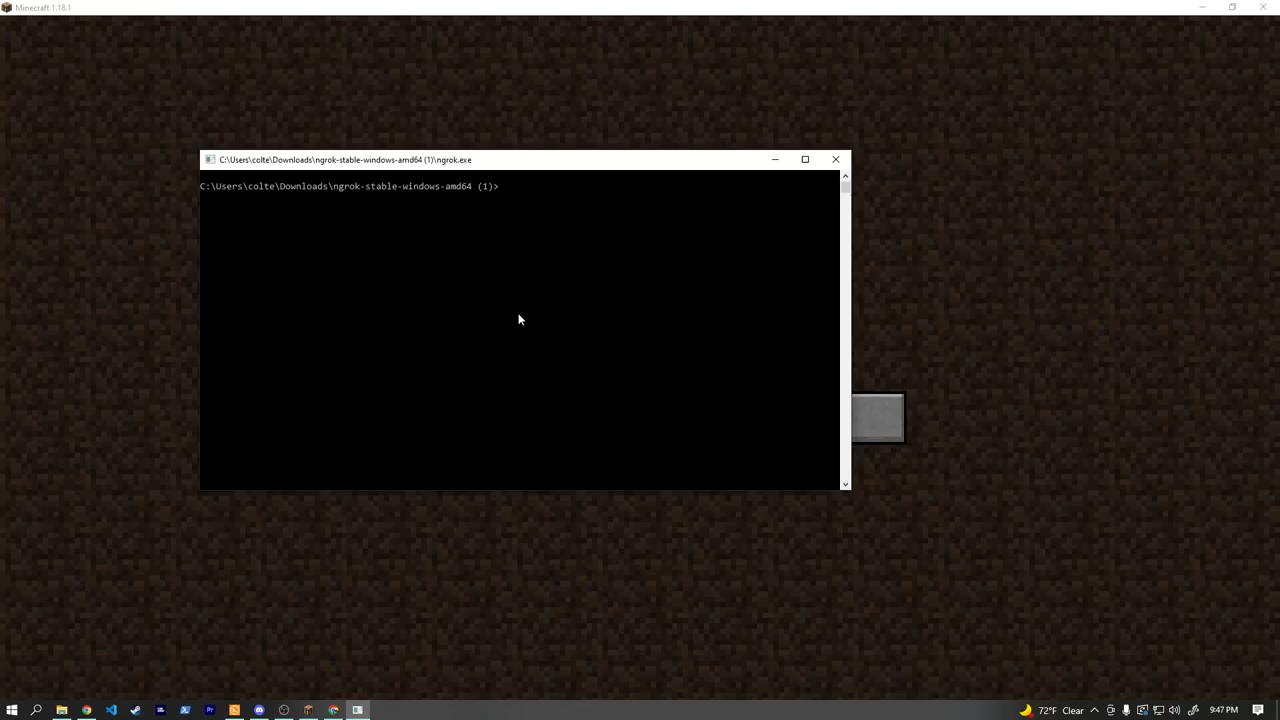 Minecraft 1.18.1
C:\Users\colte\Downloads\ngrok-stable-windows-amd64 (1)\ngrok.exe
C:\Users\colte\Downloads\ngrok-stable-windows-amd64 (1)>
Pr
72°F Clear
9:47 PM